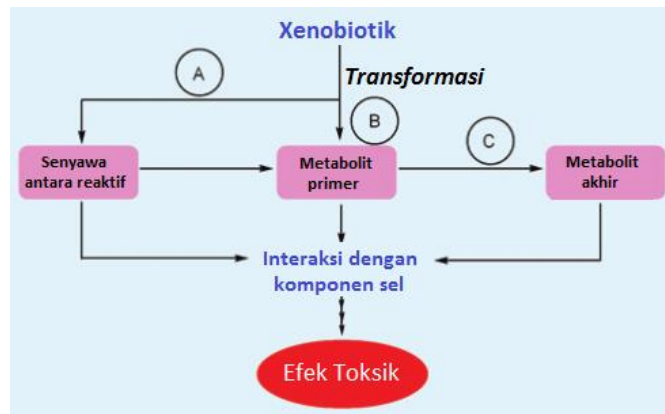 Xenobiotik
A
Transformasi
B
C
Senyawa
antara reaktif
Metabolit
primer
Metabolit
akhir
Interaksi dengan
komponen sel
Efek Toksik